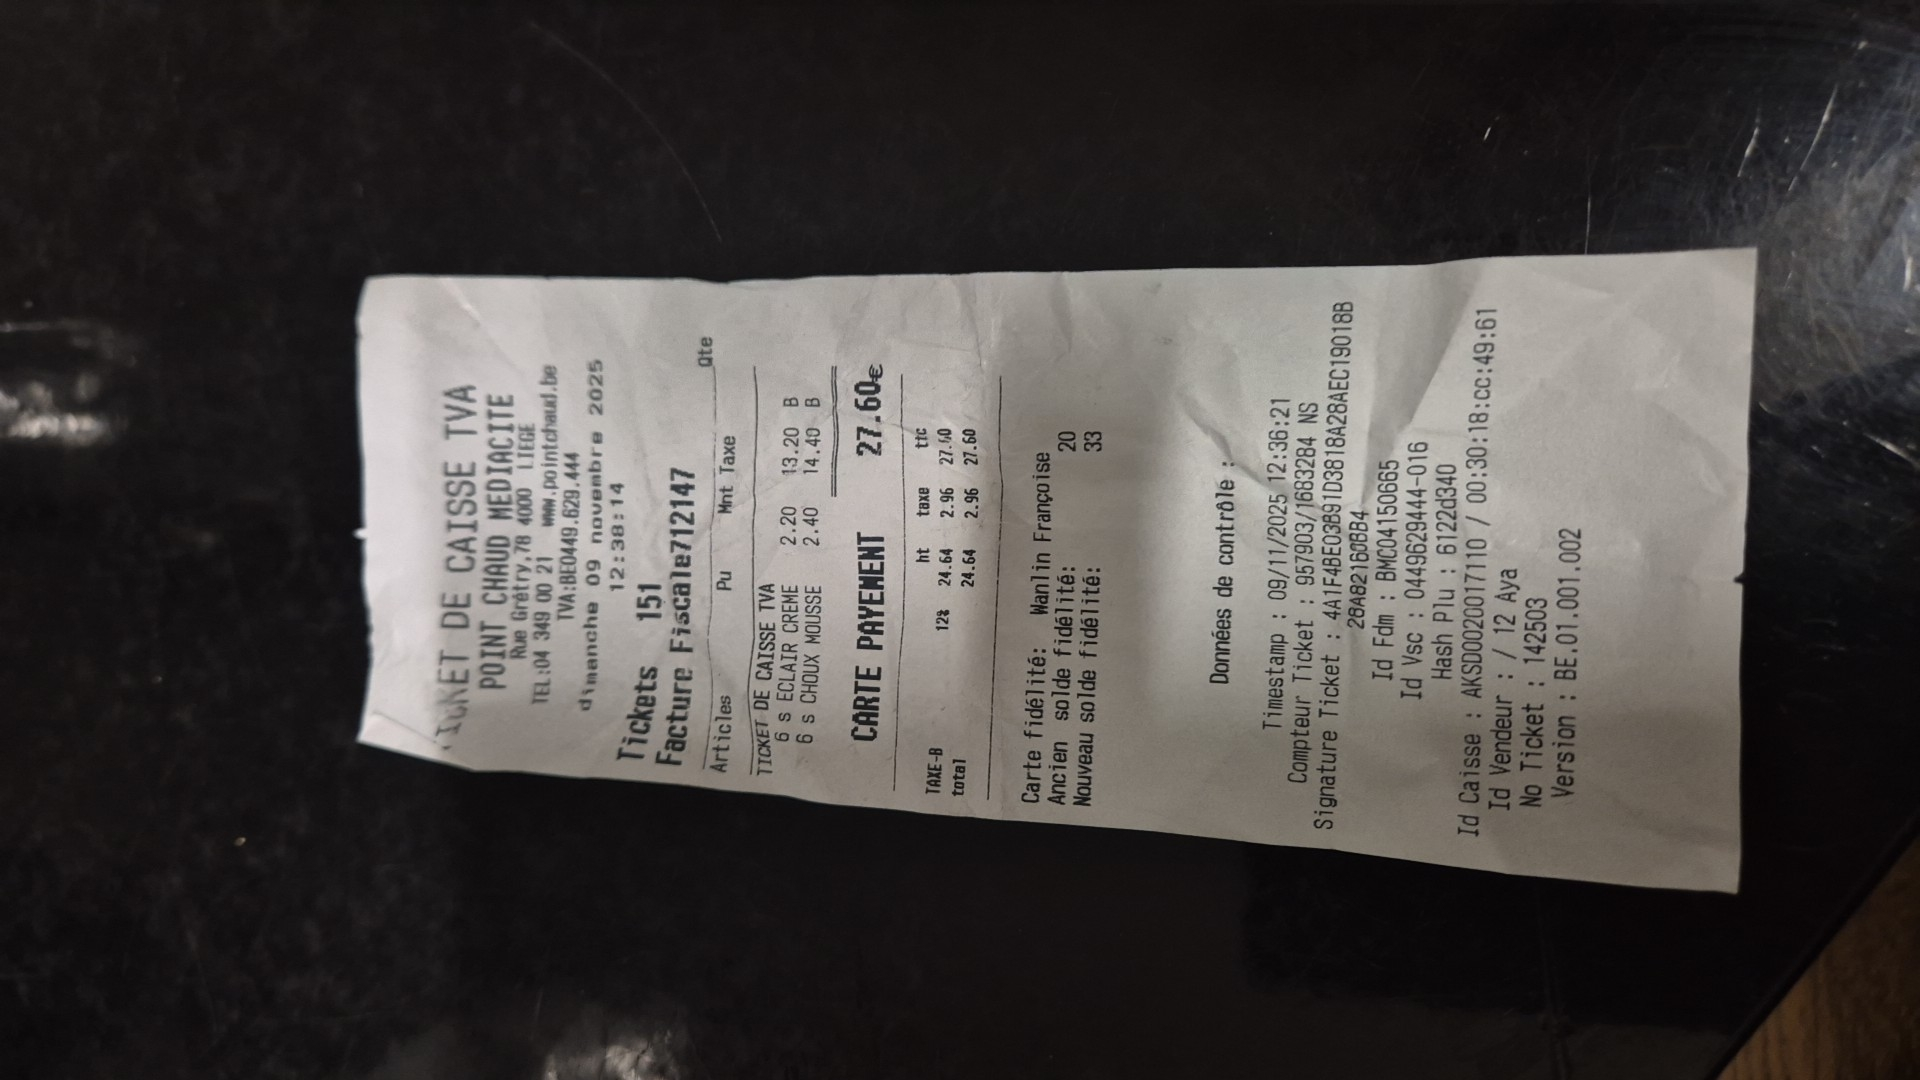 TICKET DE CAISSE TVA
POINT CHAUD MEDIACITE
Rue Grétry,78 4000 LIEGE
TEL:04 349 00 21 www.pointchaud.be
TVA:BE0449.629.444
dimanche 09 novembre 2025
12:38:14
Tickets 151
Facture Fiscale712147
Articles Pu Mnt Taxe Qte
TICKET DE CAISSE TVA
6 s ECLAIR CREME 2.20 13.20 B
6 s CHOUX MOUSSE 2.40 14.40 B
CARTE PAYEMENT 27.60€
ht taxe ttc
TAXE-B 12% 24.64 2.96 27.60
total 24.64 2.96 27.60
Carte fidélité: Wanlin Françoise
Ancien solde fidélité: 20
Nouveau solde fidélité: 33
Données de contrôle :
Timestamp : 09/11/2025 12:36:21
Compteur Ticket : 957903/1683284 NS
Signature Ticket : 4A1F4BE03B91D3818A28AEC19018B
28A82160BB4
Id Fdm : BMC04150665
Id Vsc : 0449629444-016
Hash Plu : 6122d340
Id Caisse : AKSD00020017110 / 00:30:18:cc:49:61
Id Vendeur : / 12 Aya
No Ticket : 142503
Version : BE.01.001.002